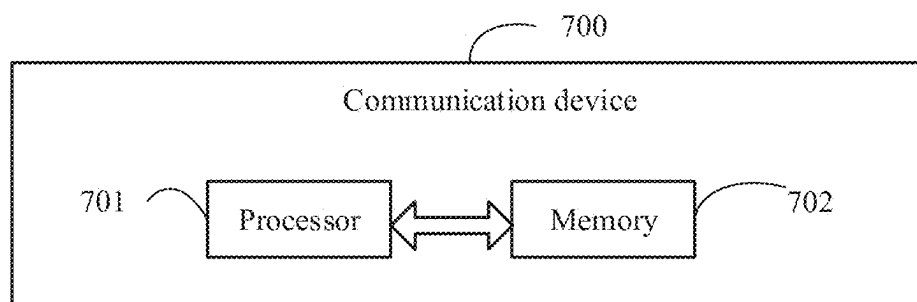 700
Communication device
701
Processor
Memory
702